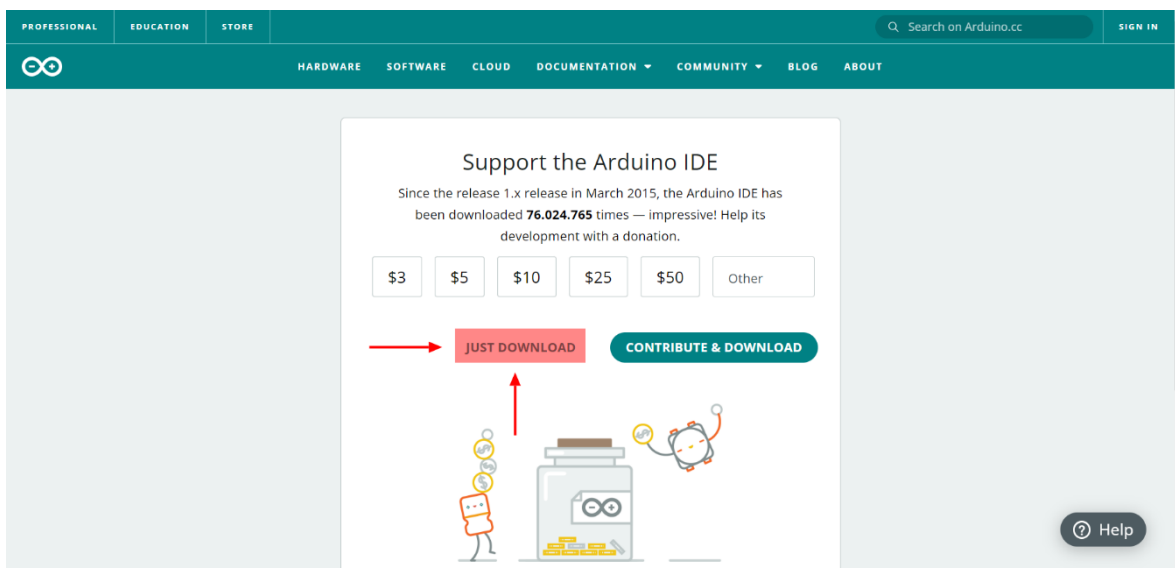 PROFESSIONAL EDUCATION STORE Search on Arduino.cc SIGN IN
HARDWARE SOFTWARE CLOUD DOCUMENTATION COMMUNITY BLOG ABOUT
Support the Arduino IDE
Since the release 1.x release in March 2015, the Arduino IDE has
been downloaded 76.024.765 times — impressive! Help its
development with a donation.
$3 $5 $10 $25 $50 Other
JUST DOWNLOAD CONTRIBUTE & DOWNLOAD
Help